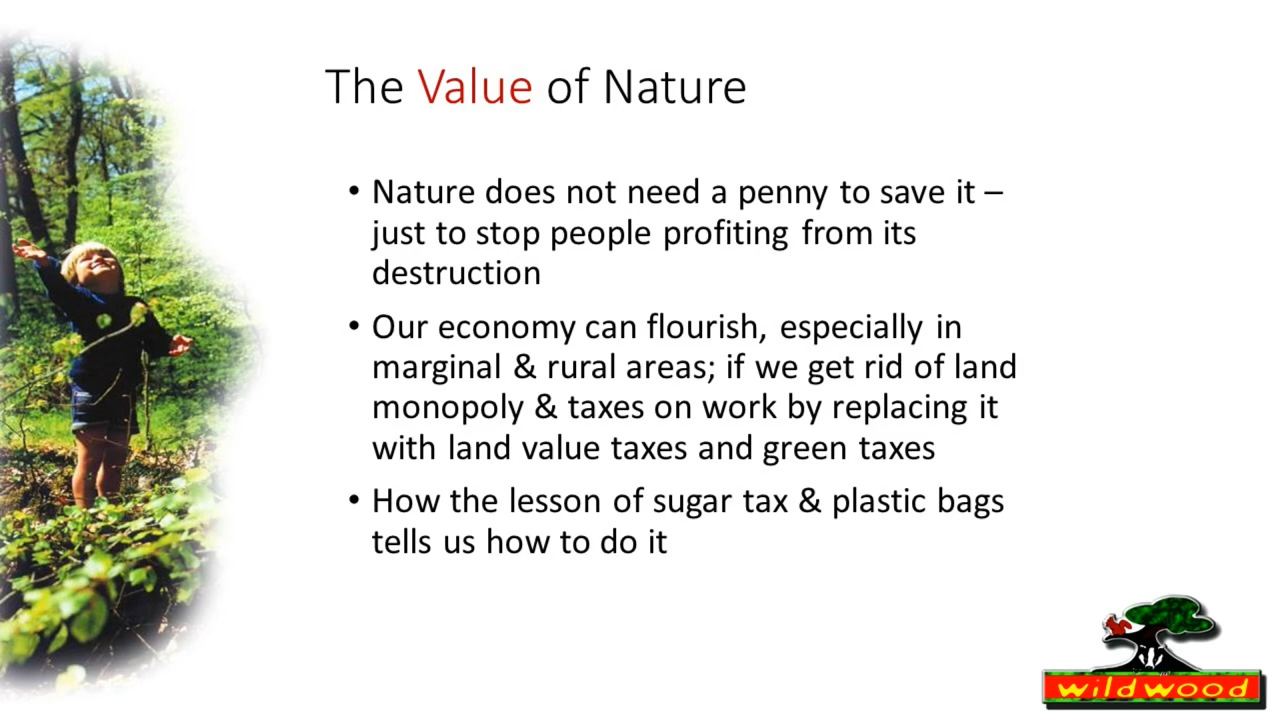 The Value of Nature
• Nature does not need a penny to save it –
just to stop people profiting from its
destruction
• Our economy can flourish, especially in
marginal & rural areas; if we get rid of land
monopoly & taxes on work by replacing it
with land value taxes and green taxes
• How the lesson of sugar tax & plastic bags
tells us how to do it
wildwood